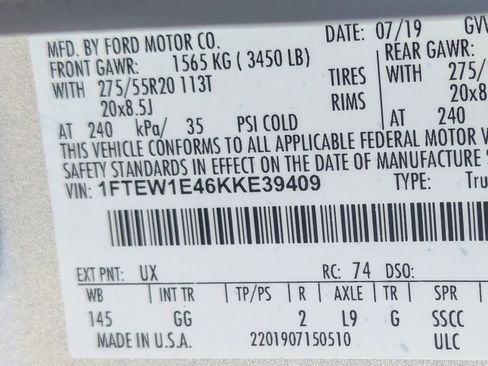 DATE: 07/19 GVW
MFD. BY FORD MOTOR CO.
FRONT GAWR: 1565 KG ( 3450 LB) REAR GAWR:
WITH 275/55R20 113T TIRES WITH 275/
20x8.5J RIMS 20x8
AT 240 kPa/ 35 PSI COLD AT 240
THIS VEHICLE CONFORMS TO ALL APPLICABLE FEDERAL MOTOR V
SAFETY STANDARDS IN EFFECT ON THE DATE OF MANUFACTURE S
VIN: 1FTEW1E46KKE39409 TYPE: Tru
EXT PNT: UX RC: 74 DSO:
WB INT TR TP/PS R AXLE TR SPR
145 GG 2 L9 G SSCC
MADE IN U.S.A. 2201907150510 ULC